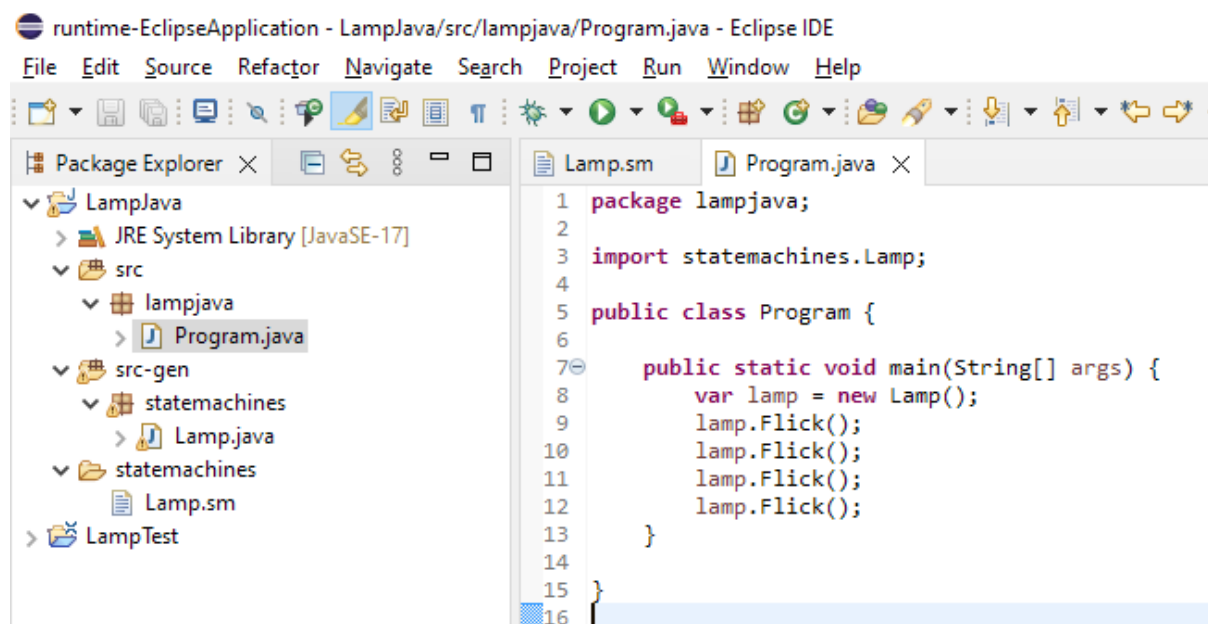 runtime-EclipseApplication - LampJava/src/lampjava/Program.java - Eclipse IDE
File Edit Source Refactor Navigate Search Project Run Window Help
Package Explorer
LampJava
JRE System Library [JavaSE-17]
src
lampjava
Program.java
src-gen
statemachines
Lamp.java
statemachines
Lamp.sm
LampTest
Lamp.sm Program.java
1 package lampjava;
2
3 import statemachines.Lamp;
4
5 public class Program {
6
7 public static void main(String[] args) {
8 var lamp = new Lamp();
9 lamp.Flick();
10 lamp.Flick();
11 lamp.Flick();
12 lamp.Flick();
13 }
14
15 }
16